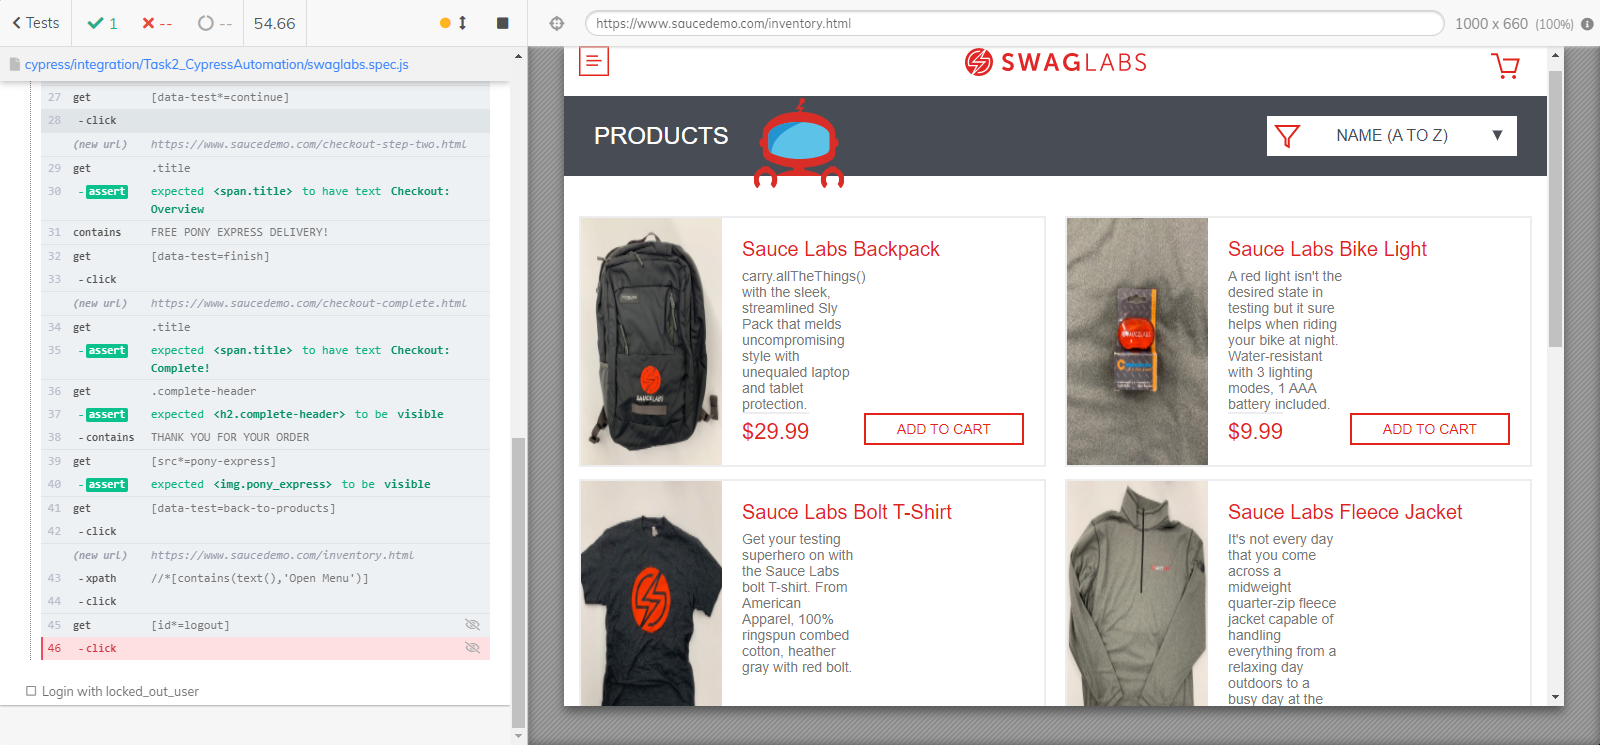 Tests
1
--
--
54.66
https://www.saucedemo.com/inventory.html
1000 x 660 (100%)
cypress/integration/Task2_CypressAutomation/swaglabs.spec.js
27 get [data-test*=continue]
28 -click
(new url) https://www.saucedemo.com/checkout-step-two.html
29 get .title
30 -assert expected <span.title> to have text Checkout:
Overview
31 contains FREE PONY EXPRESS DELIVERY!
32 get [data-test=finish]
33 -click
(new url) https://www.saucedemo.com/checkout-complete.html
34 get .title
35 -assert expected <span.title> to have text Checkout:
Complete!
36 get .complete-header
37 -assert expected <h2.complete-header> to be visible
38 -contains THANK YOU FOR YOUR ORDER
39 get [src*=pony-express]
40 -assert expected <img.pony_express> to be visible
41 get [data-test=back-to-products]
42 -click
(new url) https://www.saucedemo.com/inventory.html
43 -xpath //*[contains(text(),'Open Menu')]
44 -click
45 get [id*=logout]
46 -click
Login with locked_out_user
SWAGLABS
PRODUCTS
NAME (A TO Z)
Sauce Labs Backpack
carry.allTheThings()
with the sleek,
streamlined Sly
Pack that melds
uncompromising
style with
unequaled laptop
and tablet
protection.
$29.99
ADD TO CART
SAUCELABS
Sauce Labs Bike Light
A red light isn't the
desired state in
testing but it sure
helps when riding
your bike at night.
Water-resistant
with 3 lighting
modes, 1 AAA
battery included.
$9.99
ADD TO CART
Sauce Labs Bolt T-Shirt
Get your testing
superhero on with
the Sauce Labs
bolt T-shirt. From
American
Apparel, 100%
ringspun combed
cotton, heather
gray with red bolt.
Sauce Labs Fleece Jacket
It's not every day
that you come
across a
midweight
quarter-zip fleece
jacket capable of
handling
everything from a
relaxing day
outdoors to a
busy day at the